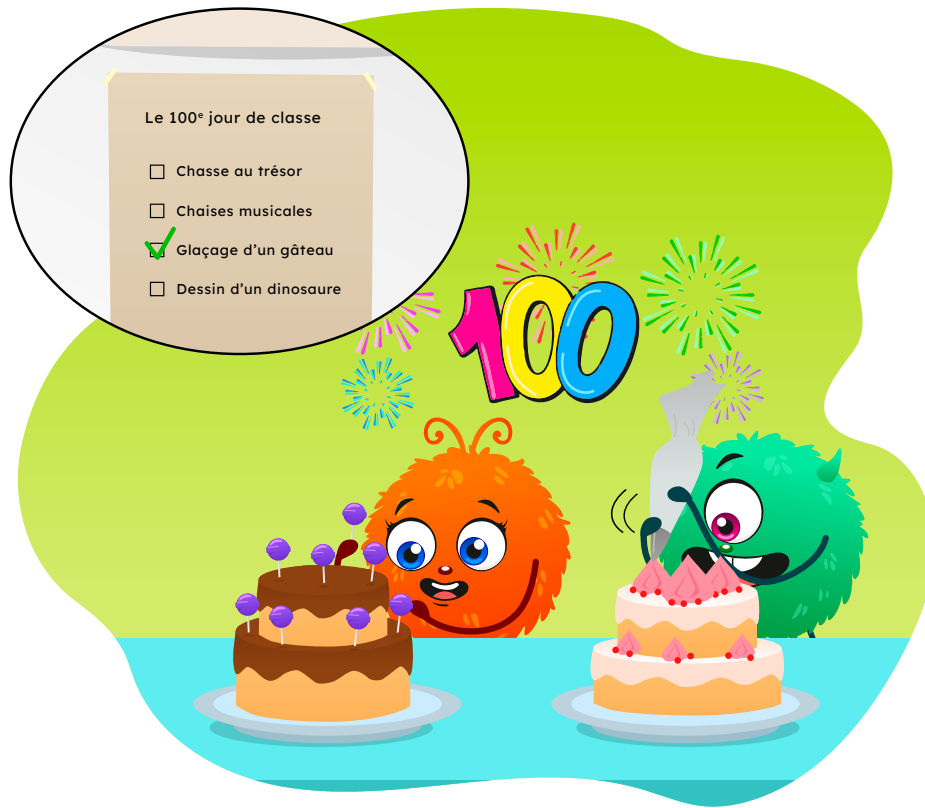 Le 100ᵉ jour de classe
Chasse au trésor
Chaises musicales
Glaçage d’un gâteau
Dessin d’un dinosaure
100